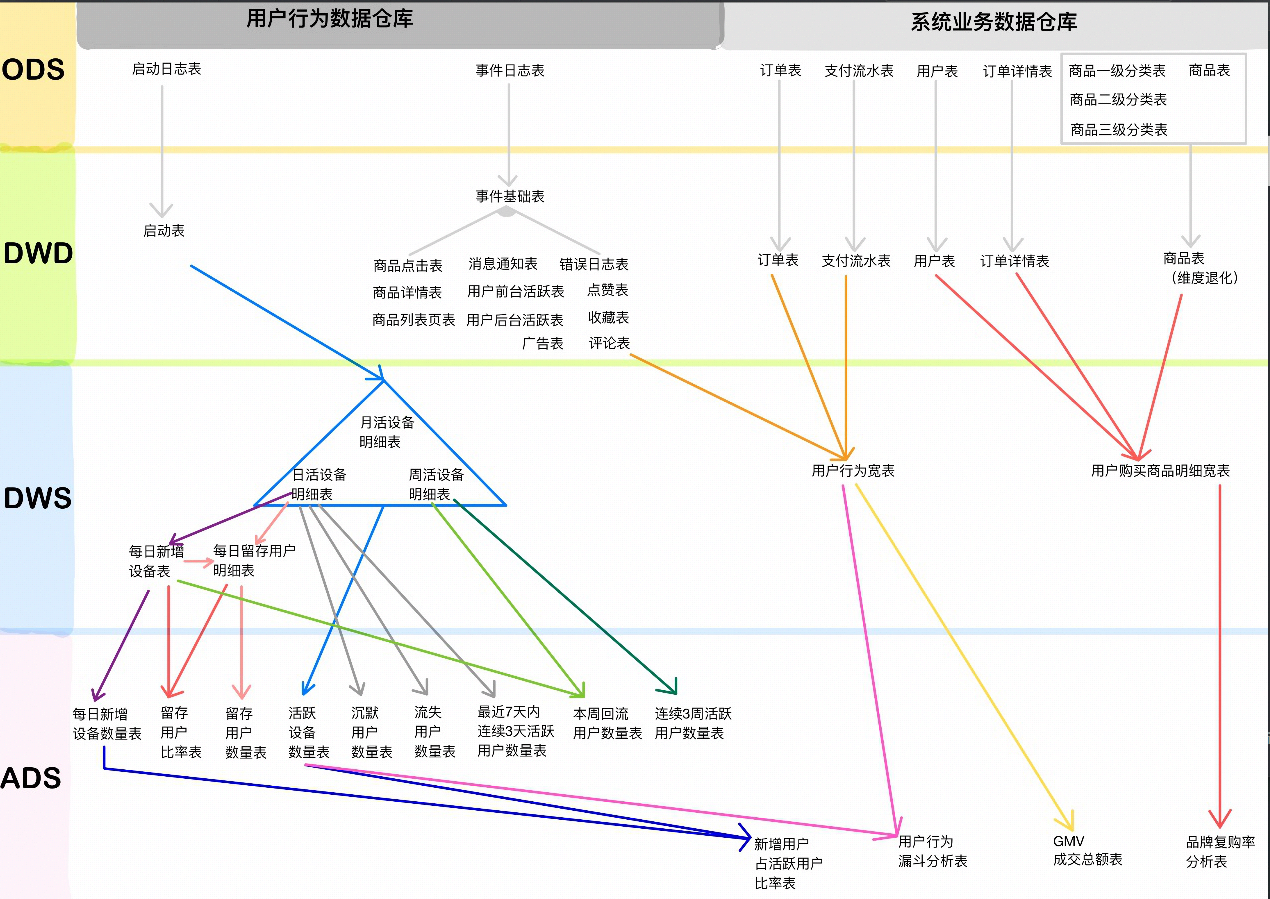 用户行为数据仓库
系统业务数据仓库
ODS
启动日志表
事件日志表
订单表
支付流水表
用户表
订单详情表
商品一级分类表
商品表
商品二级分类表
商品三级分类表
DWD
事件基础表
启动表
商品点击表
消息通知表
错误日志表
商品详情表
用户前台活跃表
点赞表
商品列表页表
用户后台活跃表
收藏表
广告表
评论表
订单表
支付流水表
用户表
订单详情表
商品表
（维度退化）
DWS
月活设备
明细表
日活设备
明细表
周活设备
明细表
用户行为宽表
用户购买商品明细宽表
每日新增
设备表
每日留存用户
明细表
ADS
每日新增
设备数量表
留存
用户
比率表
留存
用户
数量表
活跃
设备
数量表
沉默
用户
数量表
流失
用户
数量表
最近7天内
连续3天活跃
用户数量表
本周回流
用户数量表
连续3周活跃
用户数量表
新增用户
占活跃用户
比率表
用户行为
漏斗分析表
GMV
成交总额表
品牌复购率
分析表